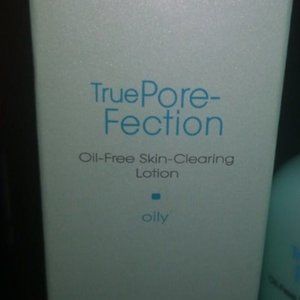 TruePore-
Fection
Oil-Free Skin-Clearing
Lotion
oily